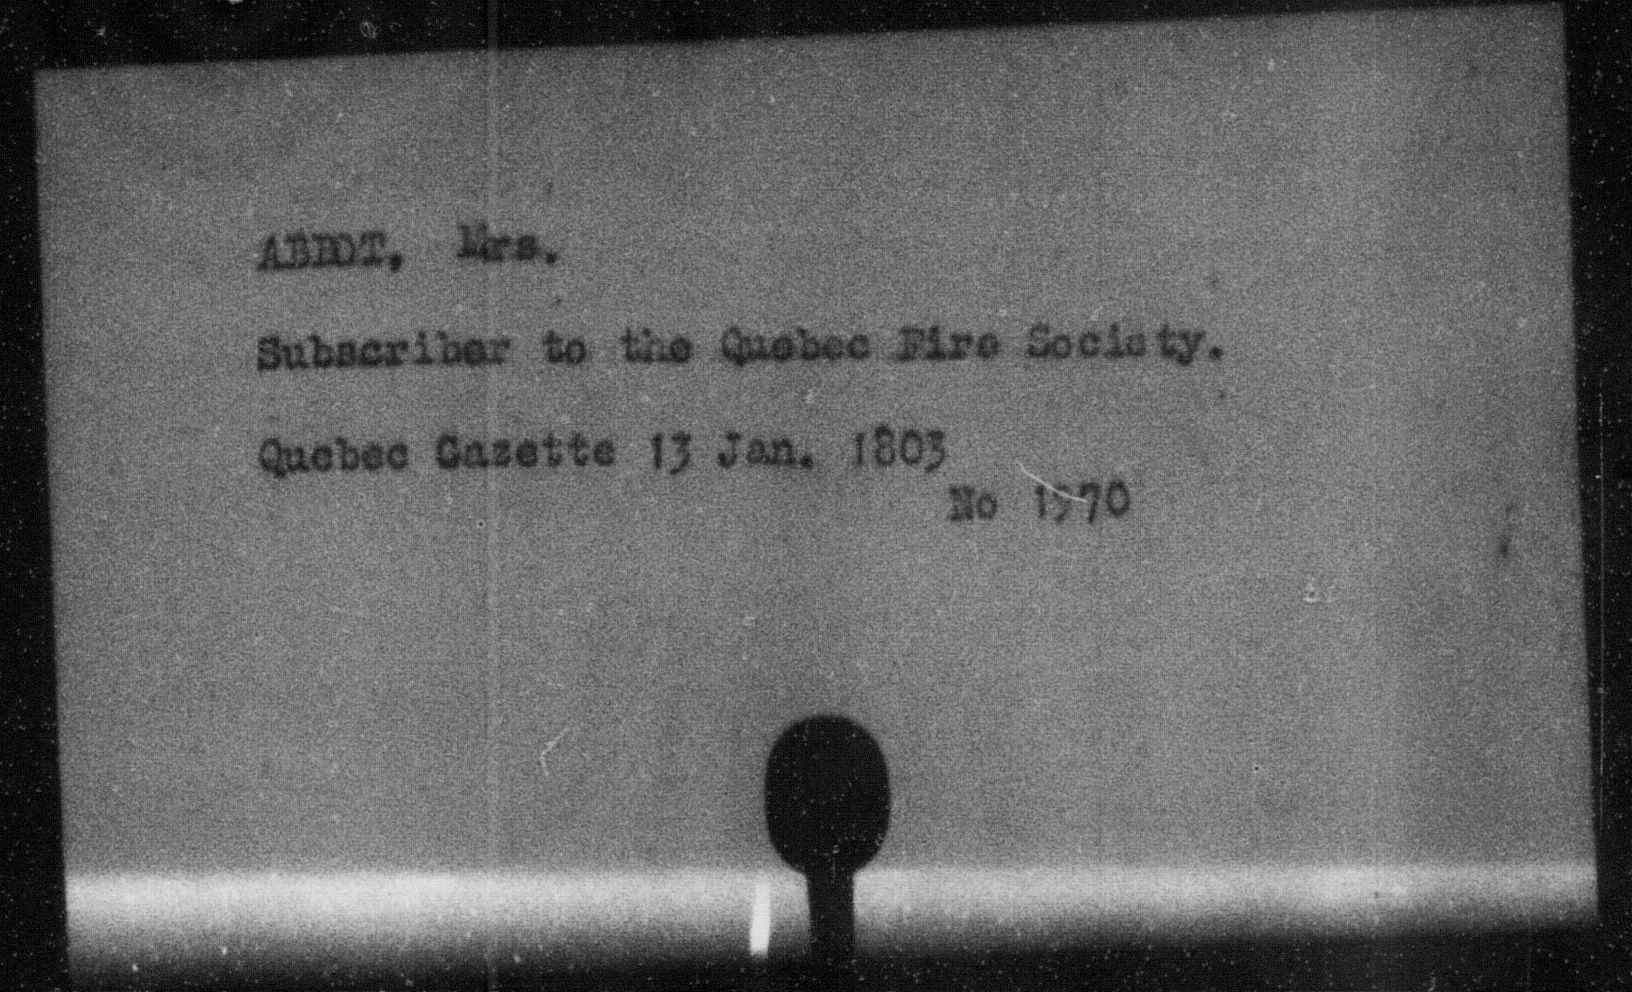 ABBOT, Mrs.
Subscriber to the Quebec Fire Society.
Quebec Gazette 13 Jan. 1803
No 1970